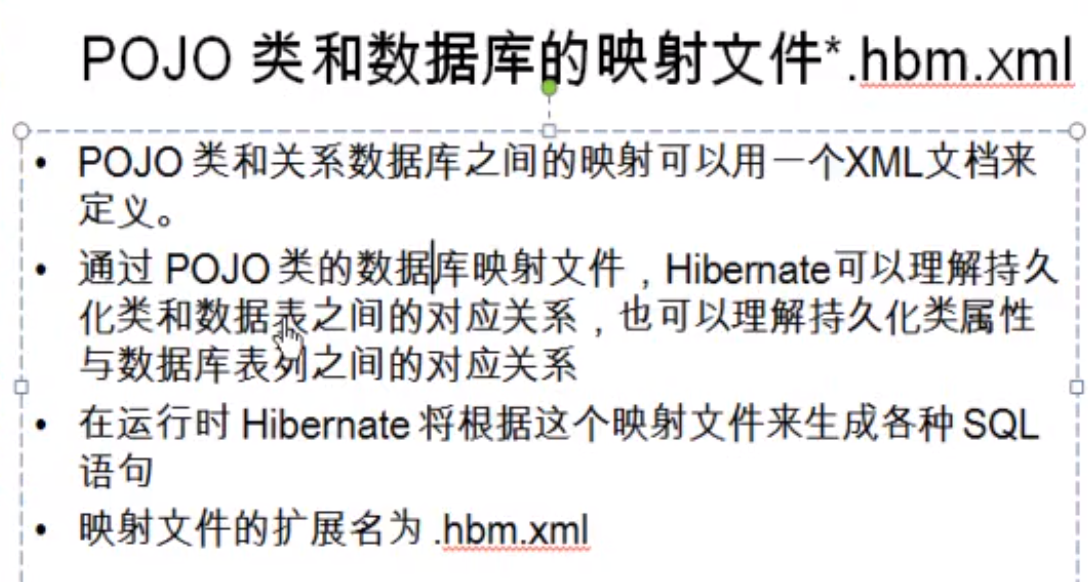 POJO 类和数据库的映射文件*.hbm.xml
• POJO 类和关系数据库之间的映射可以用一个XML文档来
定义。
• 通过 POJO 类的数据库映射文件，Hibernate可以理解持久
化类和数据表之间的对应关系，也可以理解持久化类属性
与数据库表列之间的对应关系
• 在运行时 Hibernate 将根据这个映射文件来生成各种 SQL
语句
• 映射文件的扩展名为 .hbm.xml